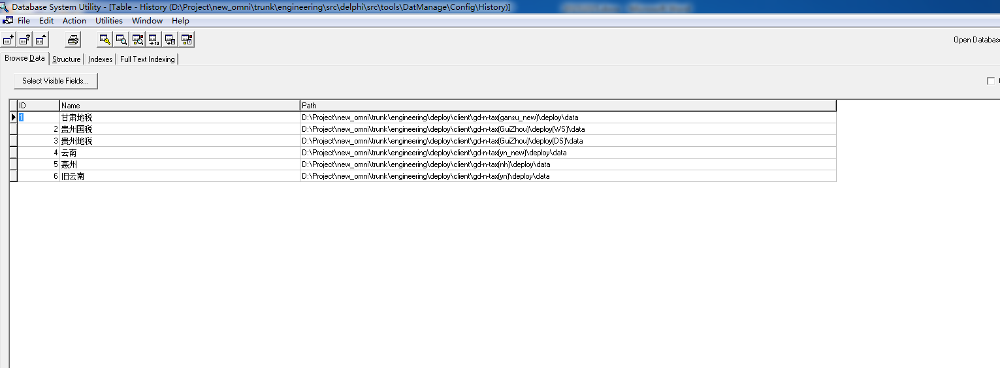 Database System Utility - [Table - History (D:\Project\new_omni\trunk\engineering\src\delphi\src\tools\DatManage\Config\History)]
File Edit Action Utilities Window Help
Open Database
Browse Data Structure Indexes Full Text Indexing
Select Visible Fields...
ID Name Path
1 甘肃地税 D:\Project\new_omni\trunk\engineering\deploy\client\gd-n-tax(gansu_new)\deploy\data
2 贵州国税 D:\Project\new_omni\trunk\engineering\deploy\client\gd-n-tax(GuiZhou)\deploy(WS)\data
3 贵州地税 D:\Project\new_omni\trunk\engineering\deploy\client\gd-n-tax(GuiZhou)\deploy(DS)\data
4 云南 D:\Project\new_omni\trunk\engineering\deploy\client\gd-n-tax(yn_new)\deploy\data
5 惠州 D:\Project\new_omni\trunk\engineering\deploy\client\gd-n-tax(nh)\deploy\data
6 旧云南 D:\Project\new_omni\trunk\engineering\deploy\client\gd-n-tax(yn)\deploy\data